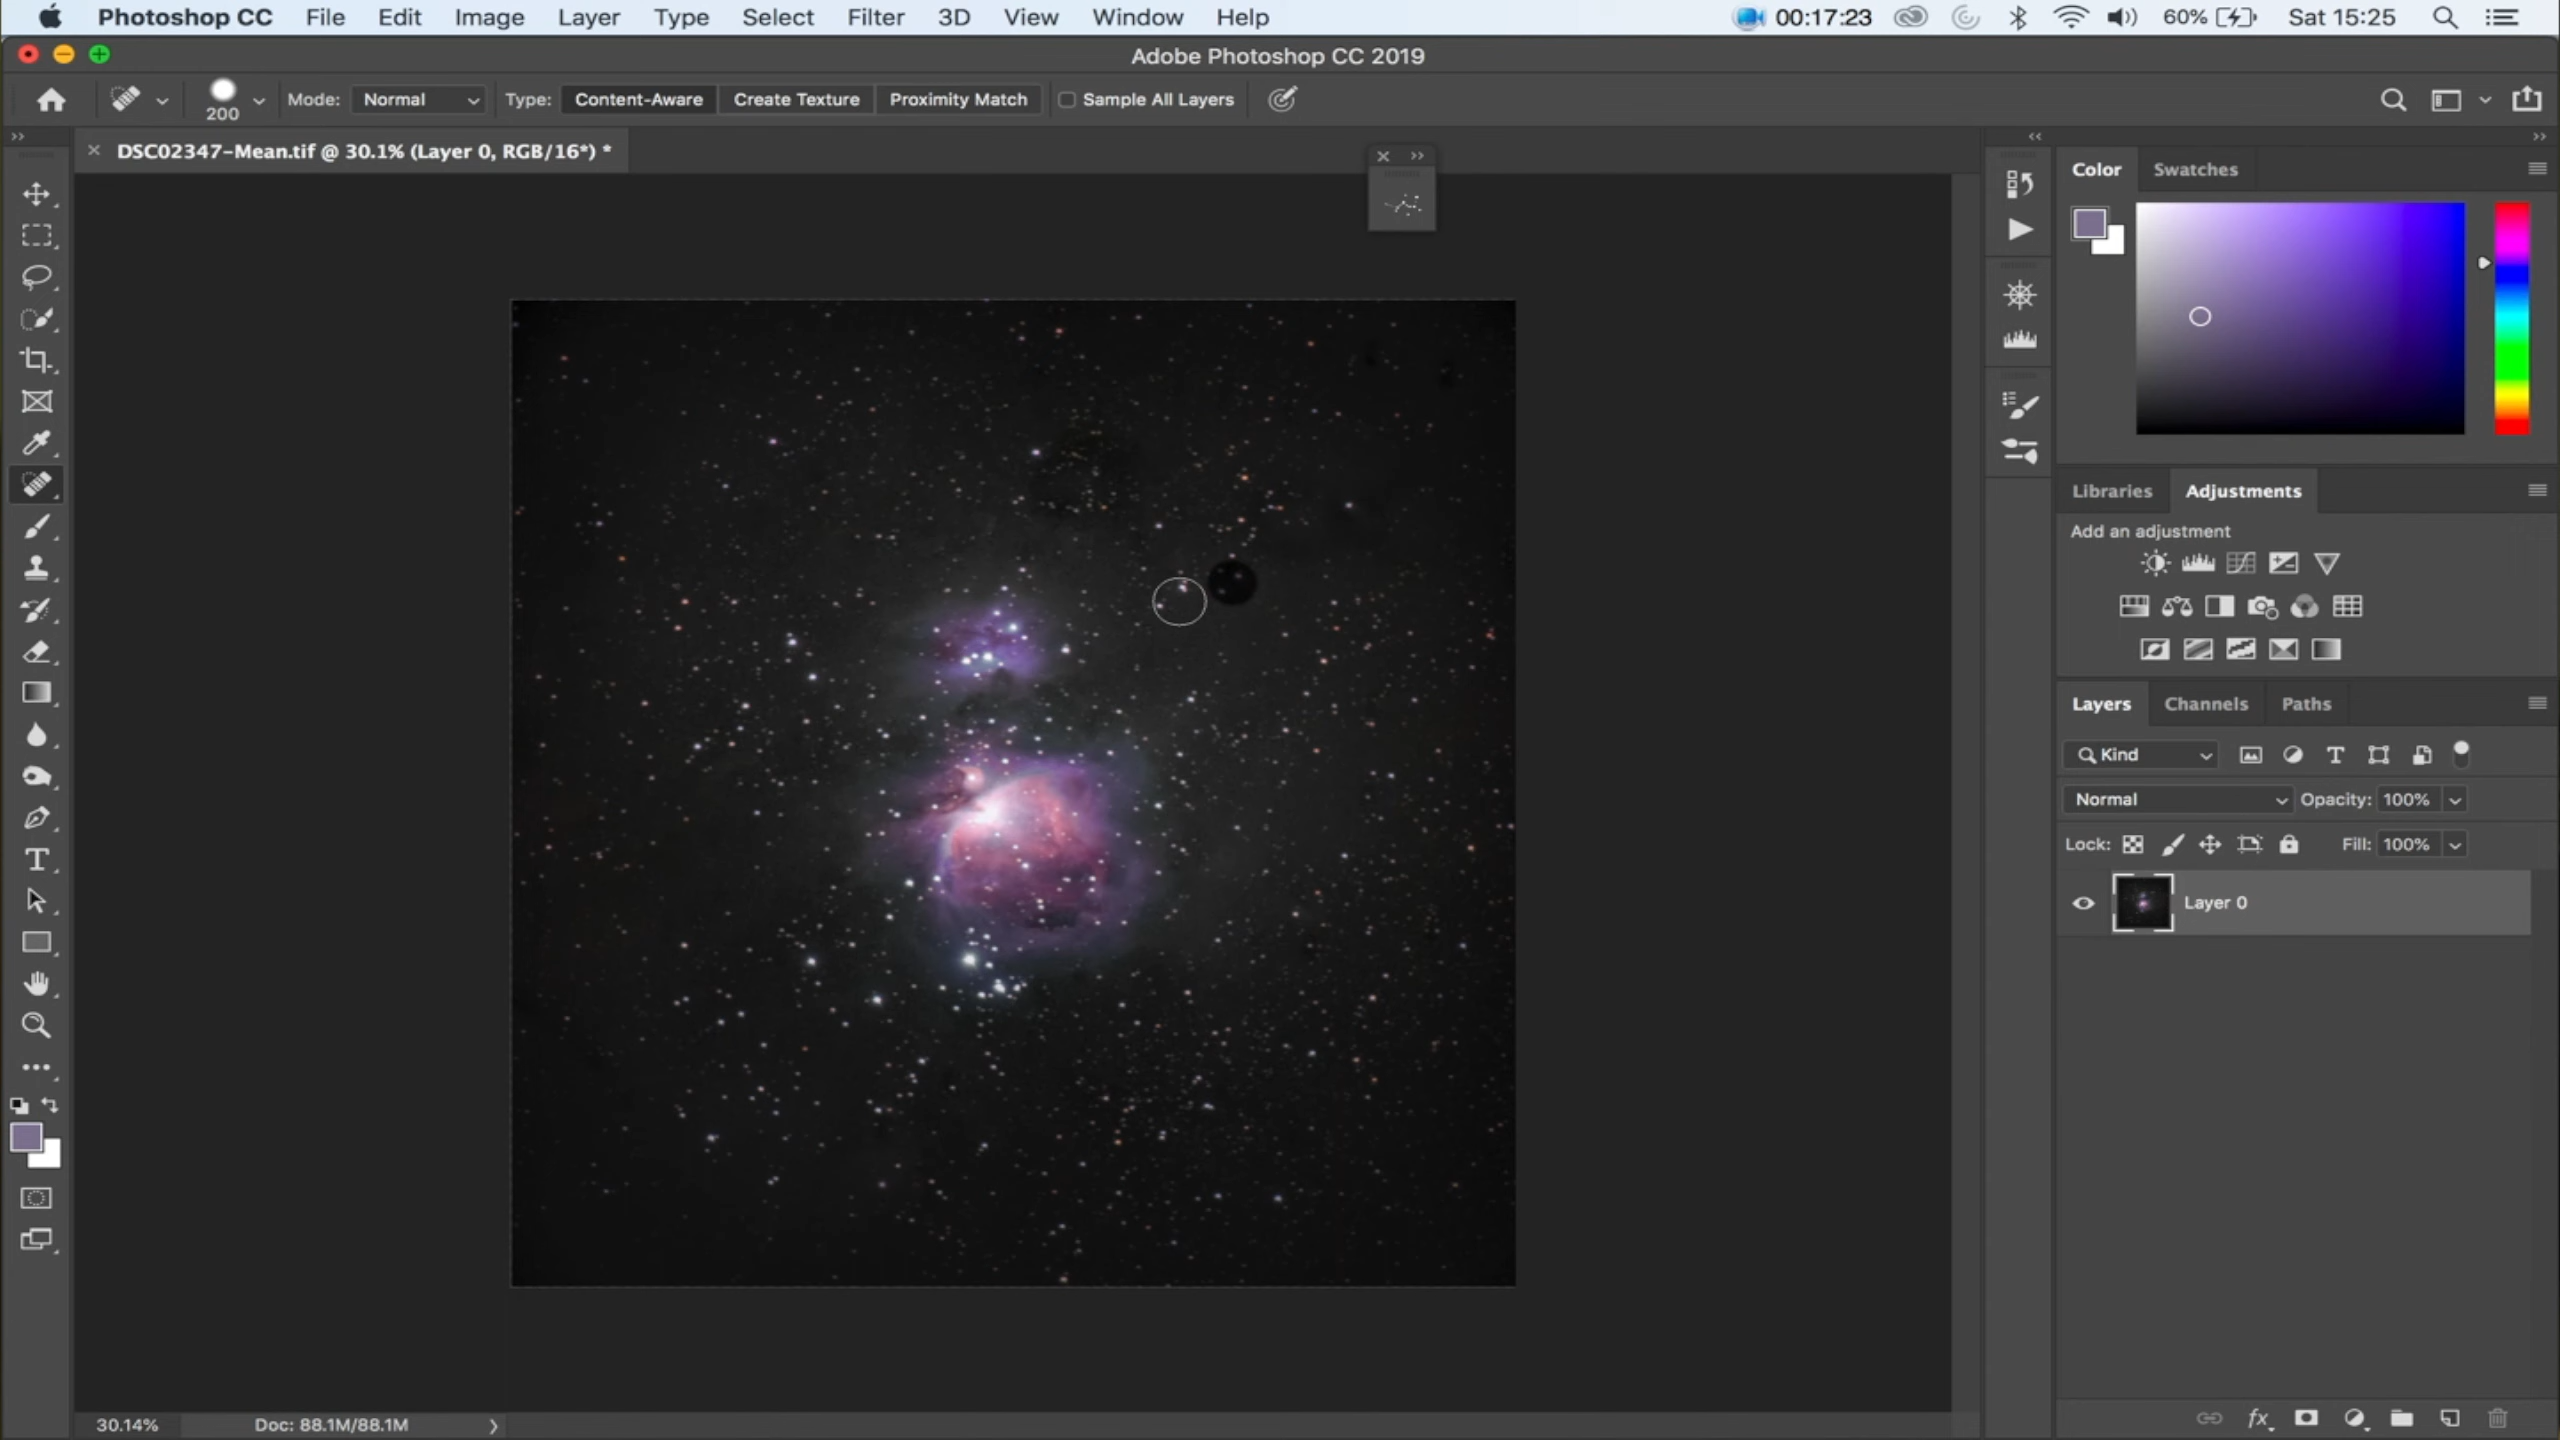 Photoshop CC File Edit Image Layer Type Select Filter 3D View Window Help 00:17:23 60% Sat 15:25
Adobe Photoshop CC 2019
200 Mode: Normal Type: Content-Aware Create Texture Proximity Match Sample All Layers
DSC02347-Mean.tif @ 30.1% (Layer 0, RGB/16*) *
Color Swatches
Libraries Adjustments
Add an adjustment
Layers Channels Paths
Kind
Normal Opacity: 100%
Lock: Fill: 100%
Layer 0
30.14% Doc: 88.1M/88.1M